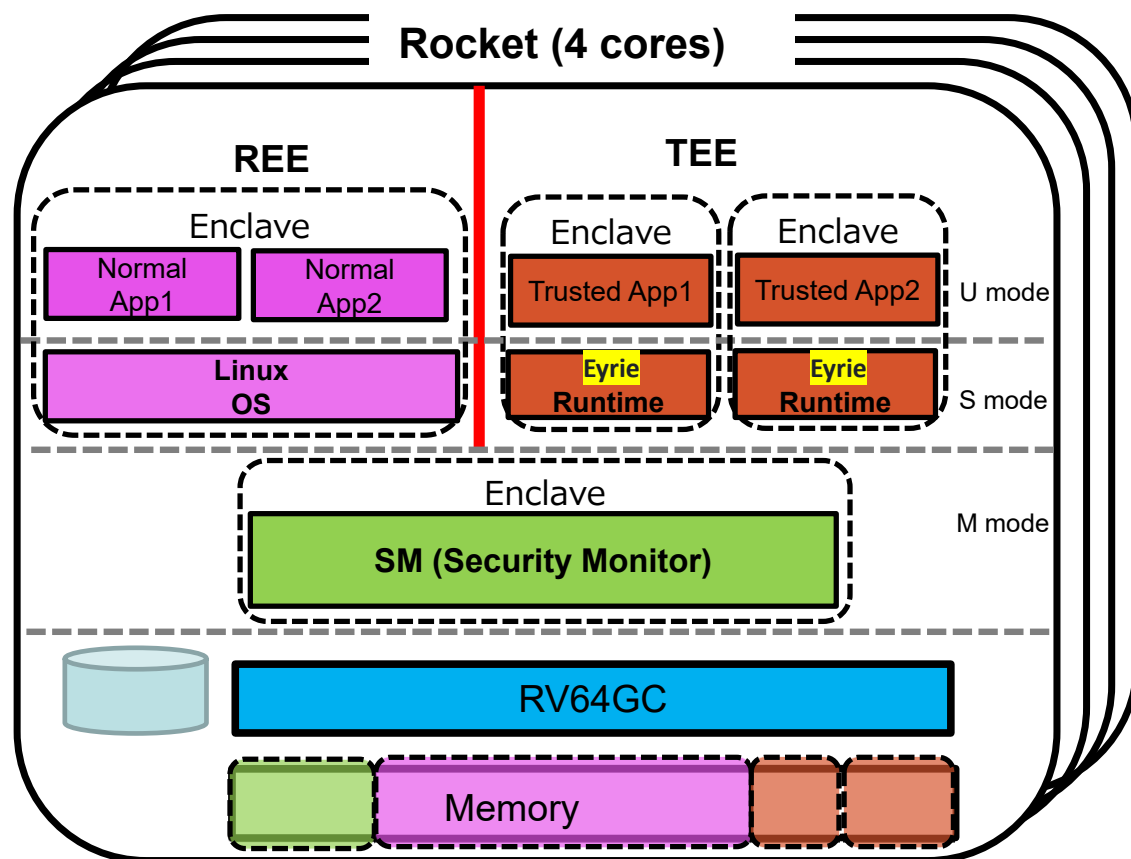 Rocket (4 cores)
REE
TEE
Enclave
Enclave
Enclave
Normal
App1
Normal
App2
Trusted App1
Trusted App2
U mode
Linux
OS
Eyrie
Runtime
Eyrie
Runtime
S mode
Enclave
SM (Security Monitor)
M mode
RV64GC
Memory